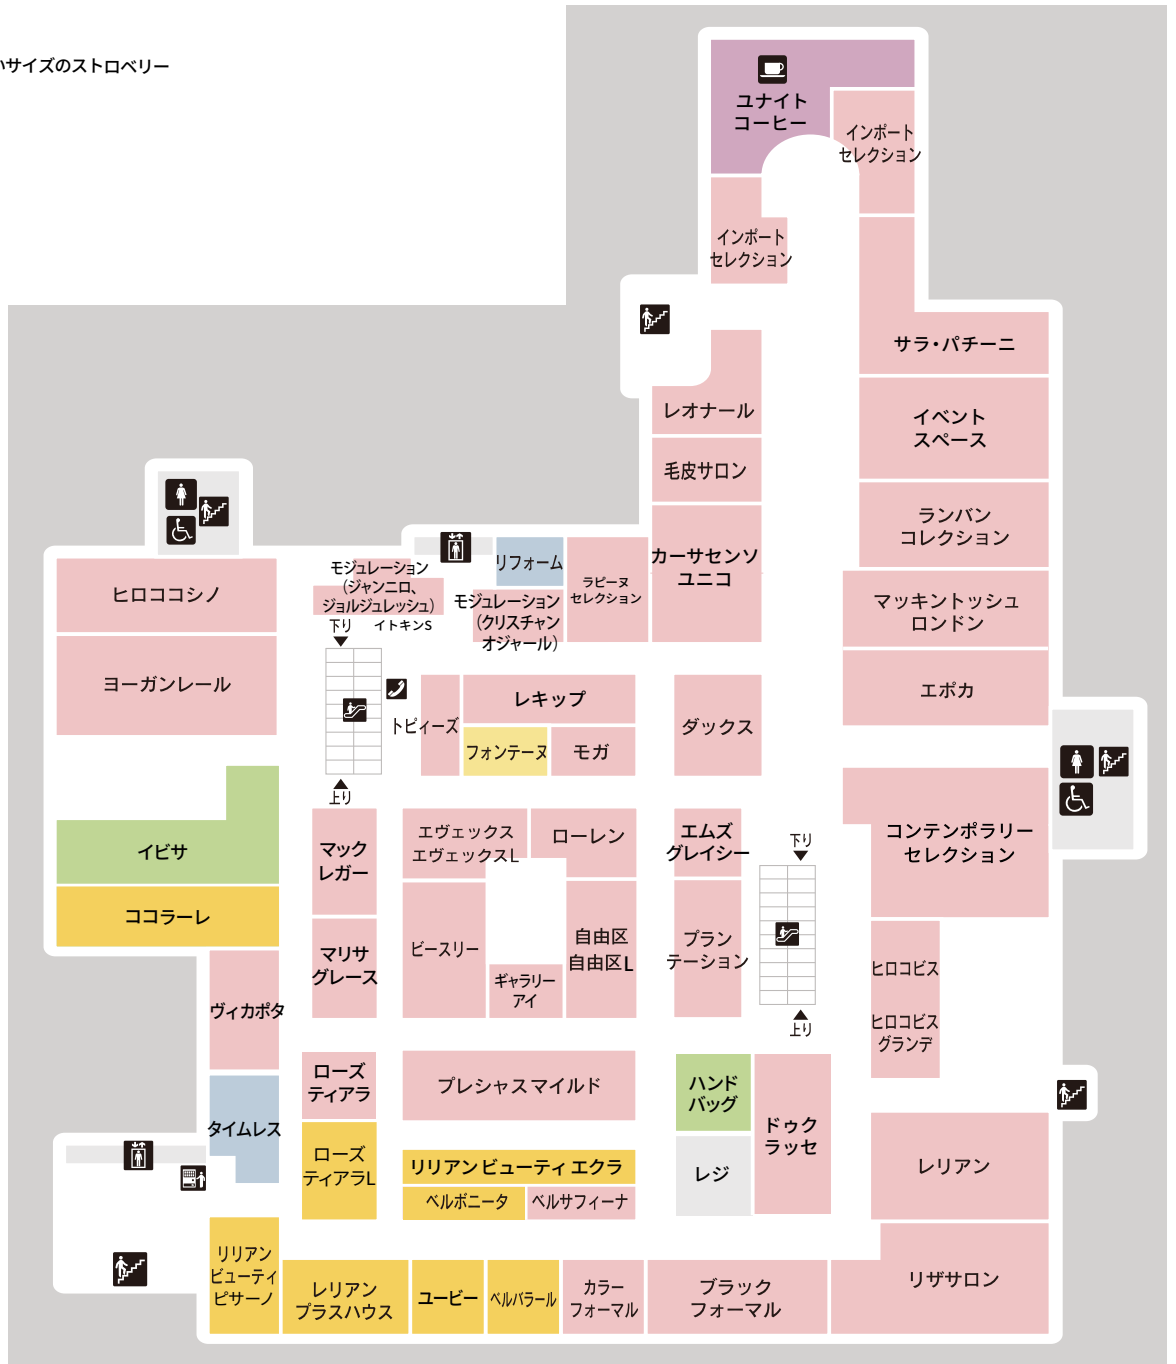 サイズのストロベリー
ユナイト
コーヒー
インポート
セレクション
インポート
セレクション
サラ・パチーニ
レオナール
イベント
スペース
毛皮サロン
ランバン
コレクション
カーサセンソ
ユニコ
リフォーム
ラピーヌ
セレクション
モジュレーション
（ジャンニロ、
ジョルジュレッシュ）
イトキンS
モジュレーション
（クリスチャン
オジャール）
ヒロココシノ
マッキントッシュ
ロンドン
下り
ヨーガンレール
エポカ
レキップ
トピィーズ
ダックス
フォンテーヌ
モガ
上り
イビサ
マック
レガー
エヴェックス
エヴェックスL
ローレン
エムズ
グレイシー
下り
コンテンポラリー
セレクション
ココラーレ
マリサ
グレース
ビースリー
自由区
自由区L
プラン
テーション
ギャラリー
アイ
ヒロコビス
ヒロコビス
グランデ
ヴィカポタ
上り
ローズ
ティアラ
プレシャスマイルド
ハンド
バッグ
ドゥク
ラッセ
タイムレス
ローズ
ティアラL
リリアン ビューティ エクラ
レジ
レリアン
ベルボニータ
ベルサフィーナ
リリアン
ビューティ
ピサーノ
レリアン
プラスハウス
ユービー
ベルバラール
カラー
フォーマル
ブラック
フォーマル
リザサロン